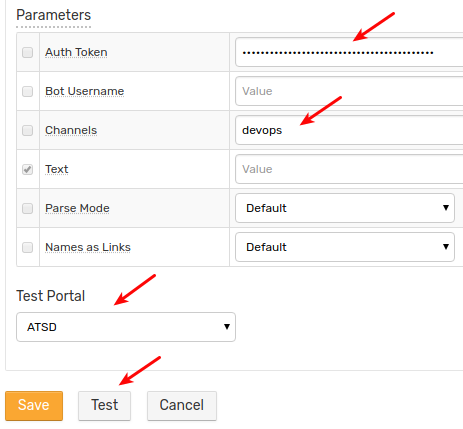 Parameters
Auth Token ••••••••••••••••••••••••••••••••••••••••••
Bot Username Value
Channels devops
Text Value
Parse Mode Default
Names as Links Default
Test Portal
ATSD
Save Test Cancel